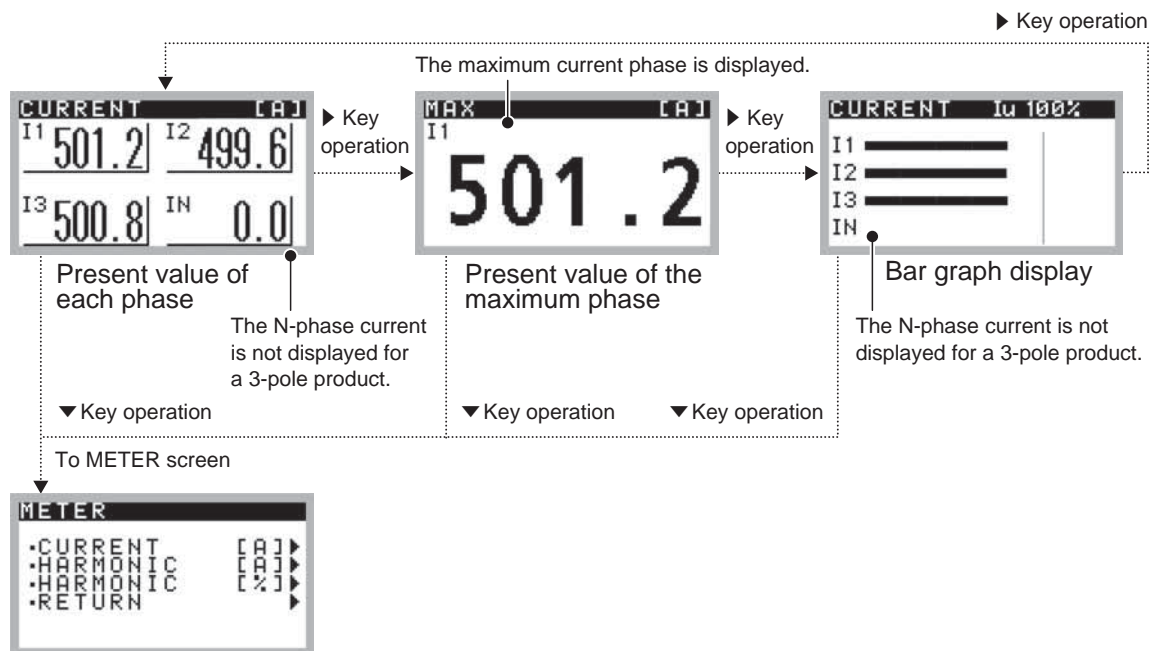 ▶ Key operation
The maximum current phase is displayed.
CURRENT [A]
I1 501.2 I2 499.6
I3 500.8 IN 0.0
▶ Key
operation
MAX [A]
I1
501.2
▶ Key
operation
CURRENT Iu 100%
I1
I2
I3
IN
Present value of
each phase
Present value of the
maximum phase
Bar graph display
The N-phase current
is not displayed for
a 3-pole product.
The N-phase current is not
displayed for a 3-pole product.
▼Key operation
▼Key operation
▼Key operation
To METER screen
METER
·CURRENT [A]▶
·HARMONIC [A]▶
·HARMONIC [%]▶
·RETURN ▶